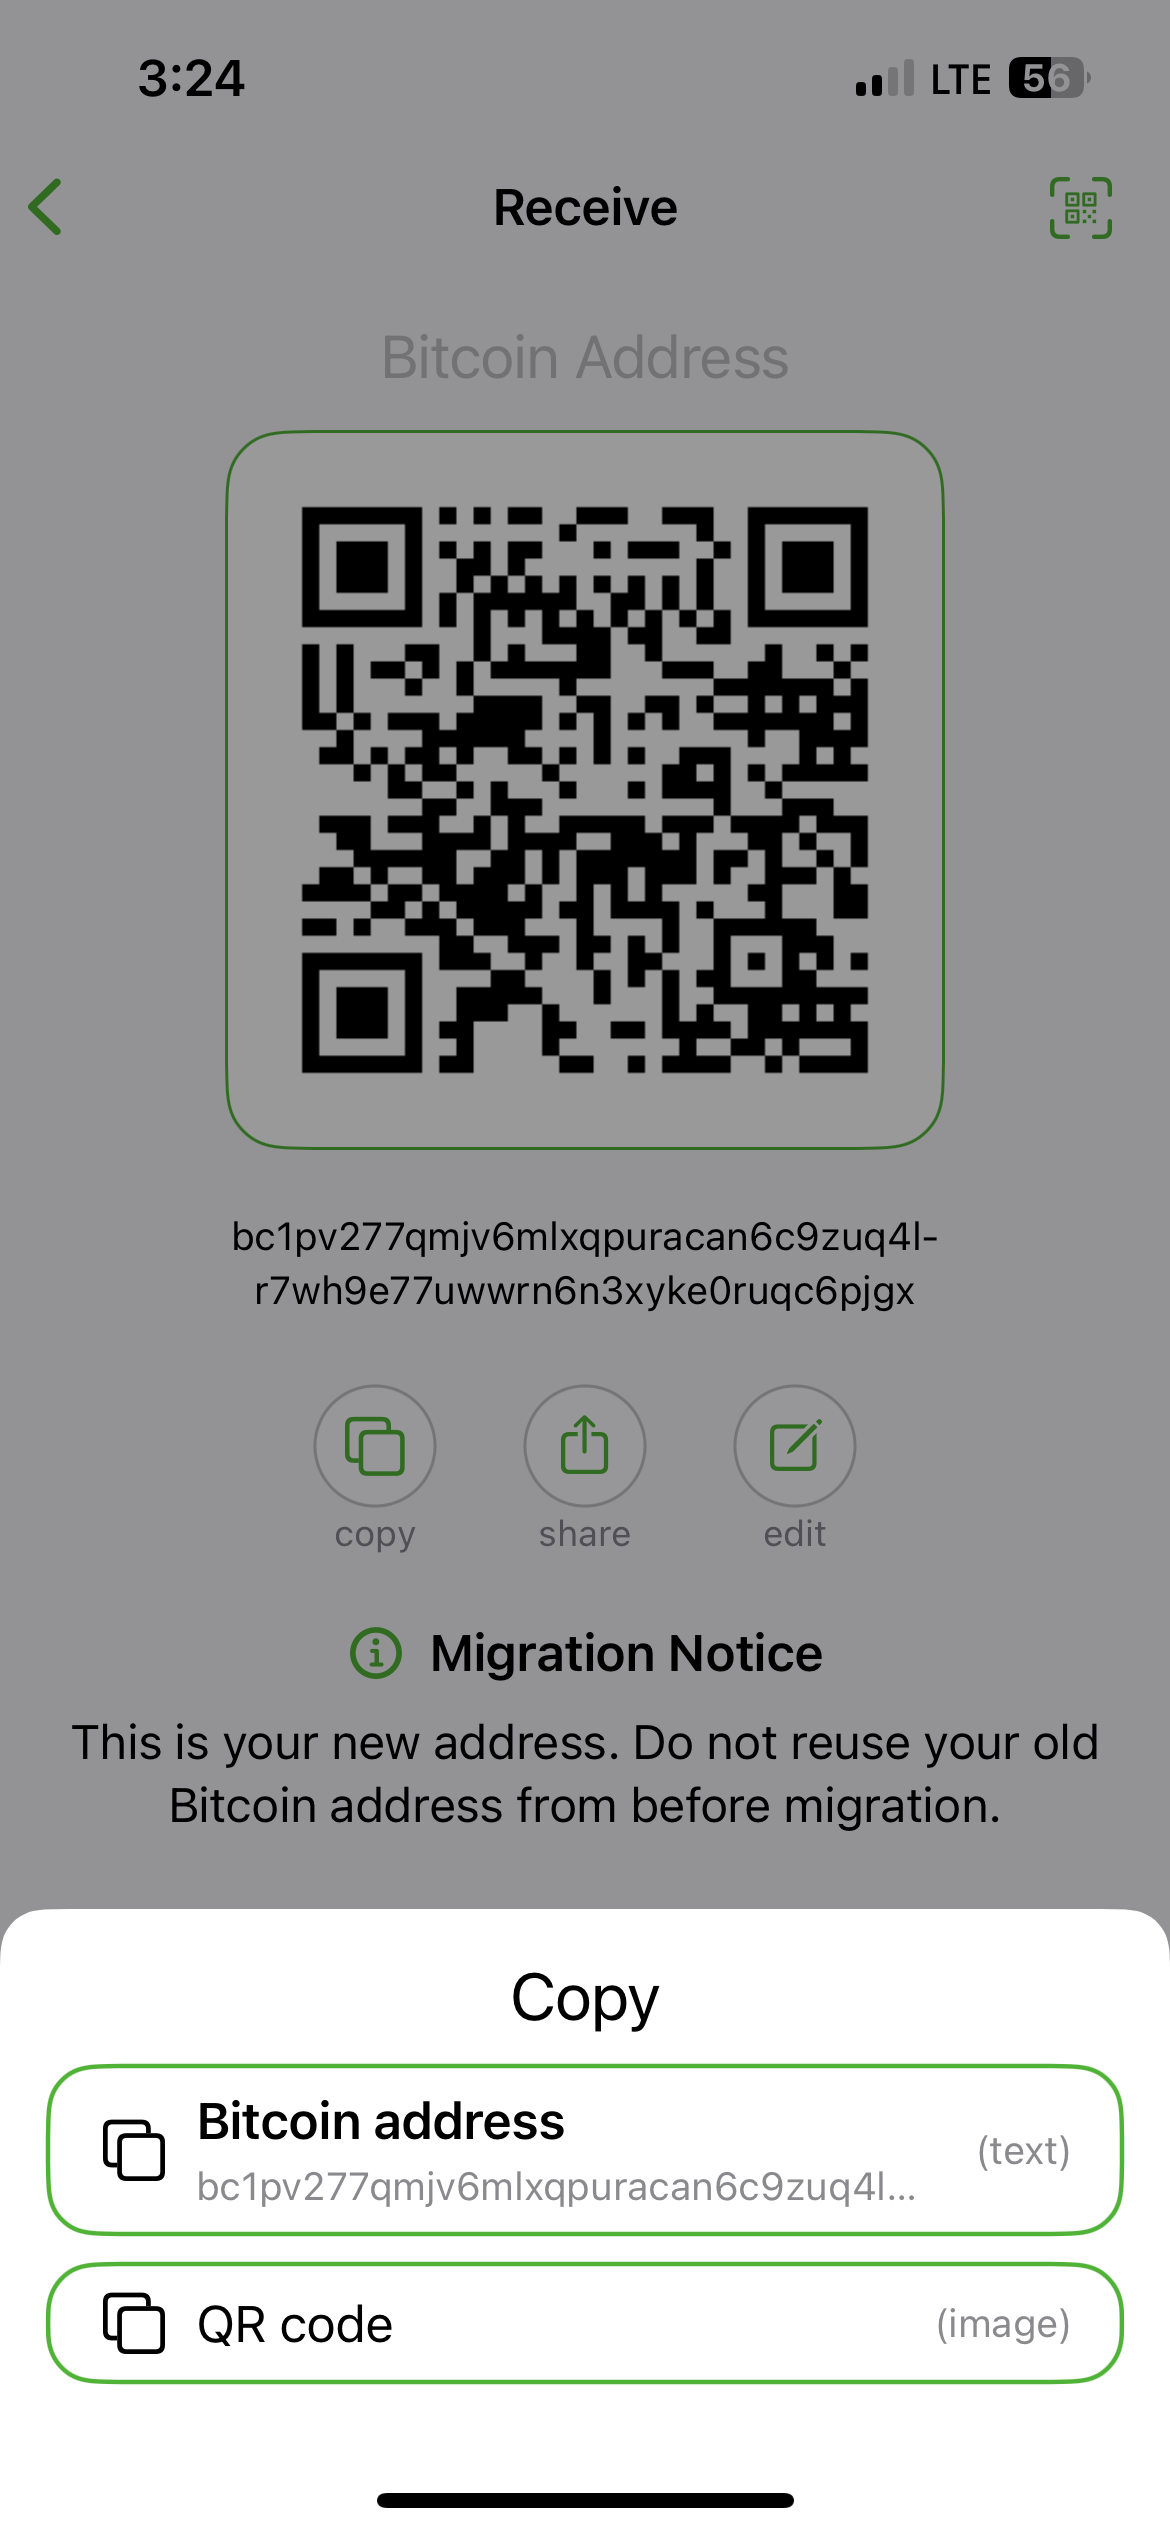 3:24
LTE 56
Receive
Bitcoin Address
bc1pv277qmjv6mlxqpuracan6c9zuq4l-
r7wh9e77uwwrn6n3xyke0ruqc6pjgx
copy share edit
Migration Notice
This is your new address. Do not reuse your old
Bitcoin address from before migration.
Copy
Bitcoin address
(text)
bc1pv277qmjv6mlxqpuracan6c9zuq4l...
QR code (image)